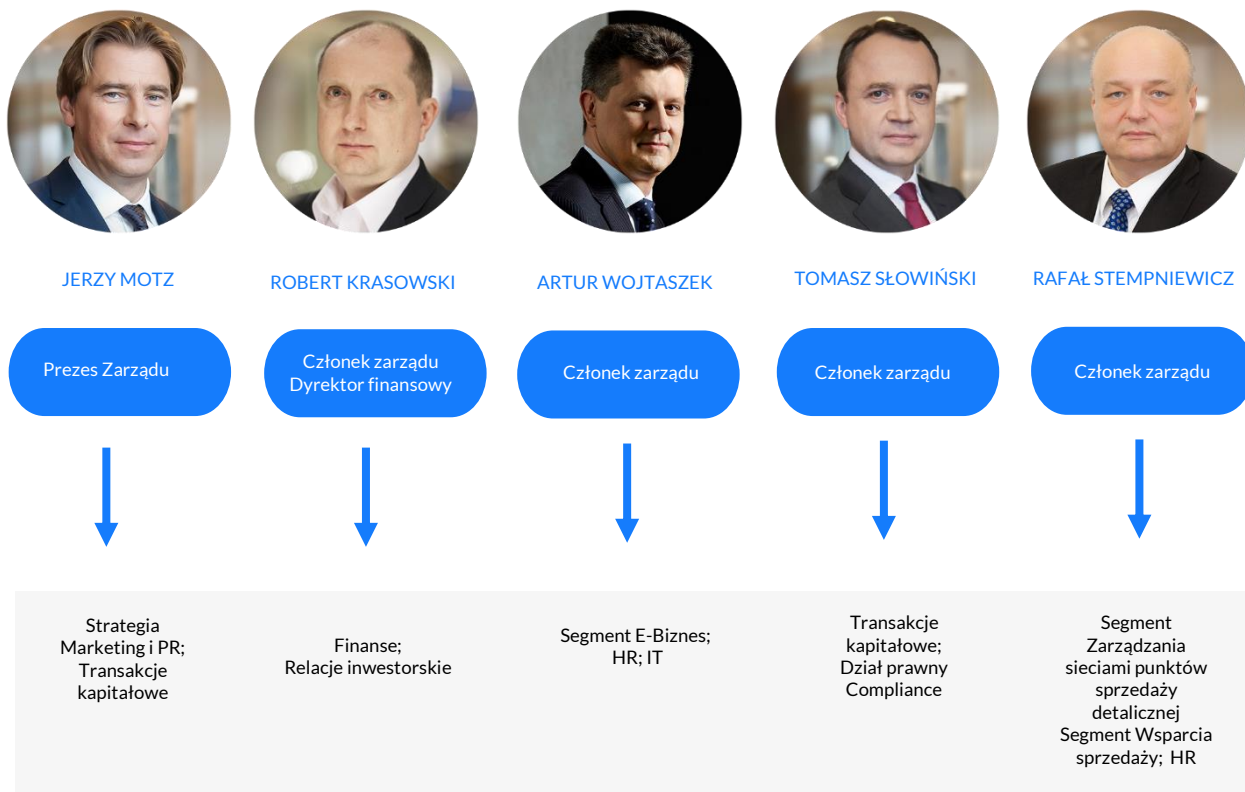 JERZY MOTZ
ROBERT KRASOWSKI
ARTUR WOJTASZEK
TOMASZ SŁOWIŃSKI
RAFAŁ STEMPNIEWICZ
Prezes Zarządu
Członek zarządu
Dyrektor finansowy
Członek zarządu
Członek zarządu
Członek zarządu
Strategia
Marketing i PR;
Transakcje
kapitałowe
Finanse;
Relacje inwestorskie
Segment E-Biznes;
HR; IT
Transakcje
kapitałowe;
Dział prawny
Compliance
Segment
Zarządzania
sieciami punktów
sprzedaży
detalicznej
Segment Wsparcia
sprzedaży; HR